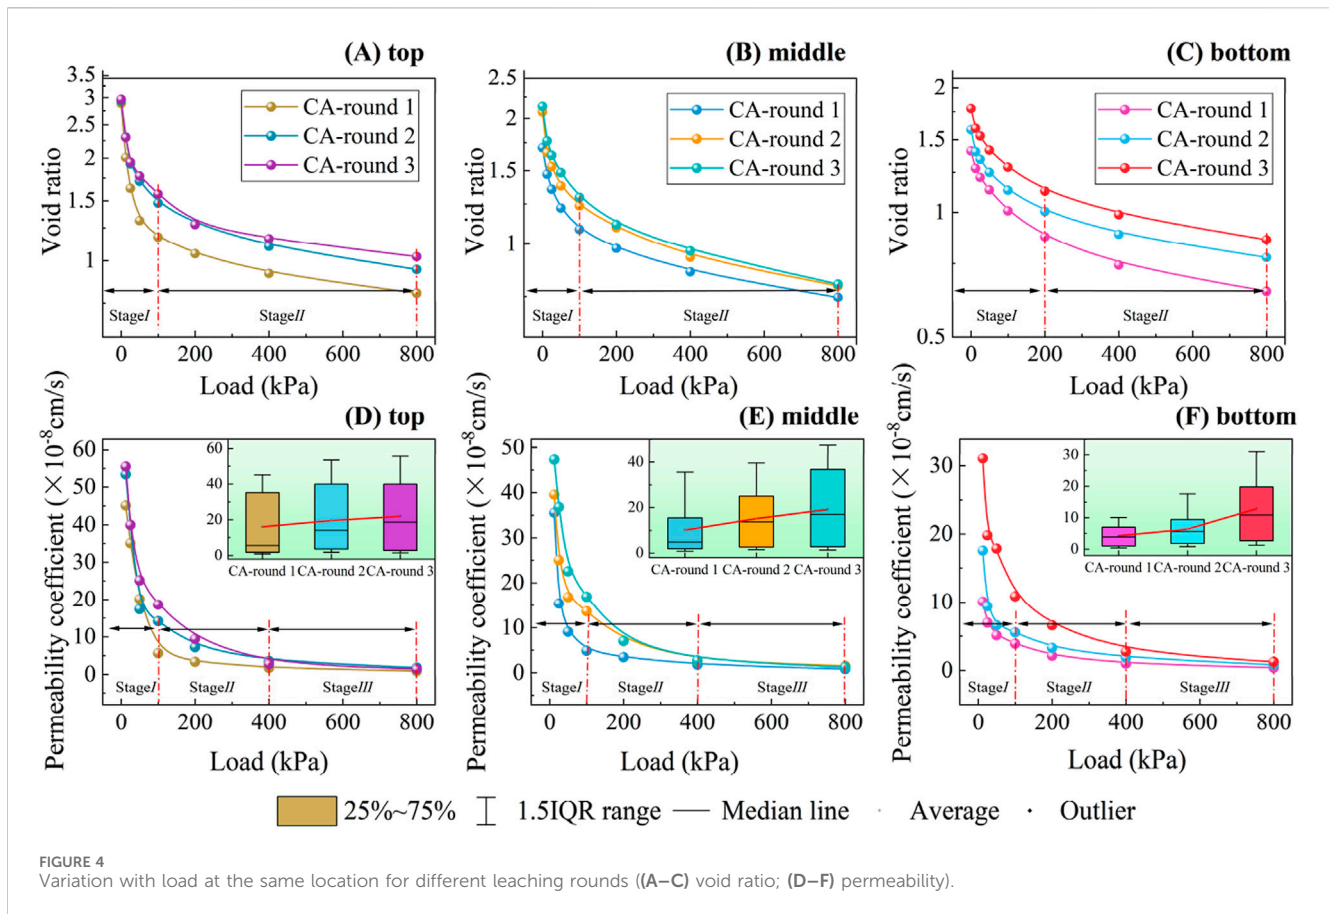 (A) top
3.5
3
2.5
2
1.5
1
Void ratio
CA-round 1
CA-round 2
CA-round 3
StageI
StageII
0 200 400 600 800
Load (kPa)
(B) middle
2.5
2
1.5
1
Void ratio
CA-round 1
CA-round 2
CA-round 3
StageI
StageII
0 200 400 600 800
Load (kPa)
(C) bottom
2
1.5
1
0.5
Void ratio
CA-round 1
CA-round 2
CA-round 3
StageI
StageII
0 200 400 600 800
Load (kPa)
(D) top
Permeability coefficient (×10⁻⁸cm/s)
60
50
40
30
20
10
0
60
40
20
0
CA-round 1 CA-round 2 CA-round 3
StageI
StageII
StageIII
0 200 400 600 800
Load (kPa)
(E) middle
Permeability coefficient (×10⁻⁸cm/s)
50
45
40
35
30
25
20
15
10
5
0
40
20
0
CA-round 1 CA-round 2 CA-round 3
StageI
StageII
StageIII
0 200 400 600 800
Load (kPa)
(F) bottom
Permeability coefficient (×10⁻⁸cm/s)
30
20
10
0
30
20
10
0
CA-round 1 CA-round 2 CA-round 3
StageI
StageII
StageIII
0 200 400 600 800
Load (kPa)
25%~75% 1.5IQR range Median line Average Outlier
FIGURE 4
Variation with load at the same location for different leaching rounds ((A–C) void ratio; (D–F) permeability).